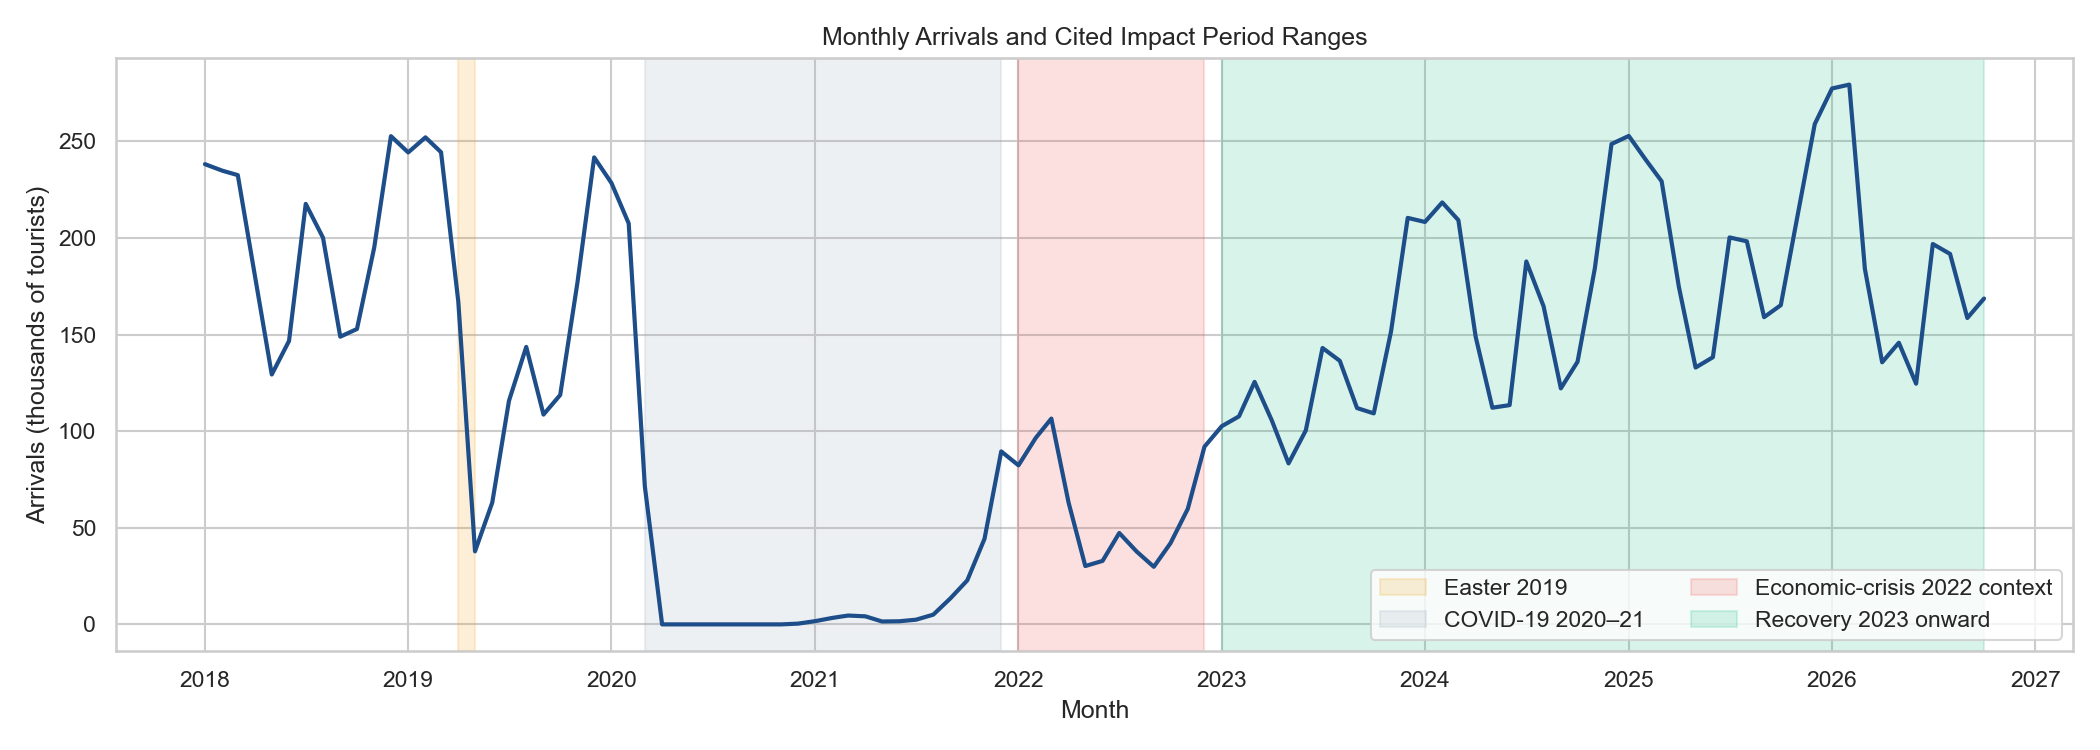 Monthly Arrivals and Cited Impact Period Ranges
Arrivals (thousands of tourists)
250
200
150
100
50
0
Easter 2019
COVID-19 2020–21
Economic-crisis 2022 context
Recovery 2023 onward
2018 2019 2020 2021 2022 2023 2024 2025 2026 2027
Month